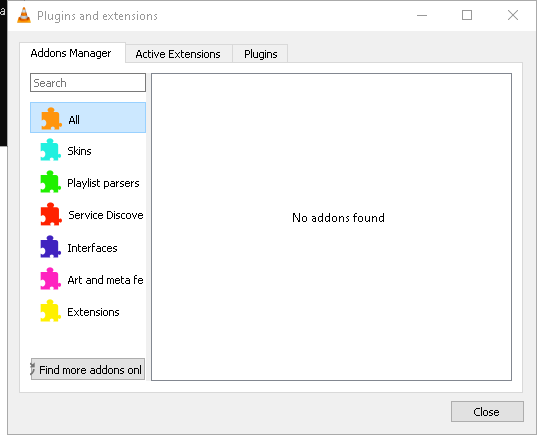 a
Plugins and extensions
Addons Manager
Active Extensions
Plugins
Search
All
Skins
Playlist parsers
Service Discove
Interfaces
Art and meta fe
Extensions
No addons found
Find more addons onl
Close